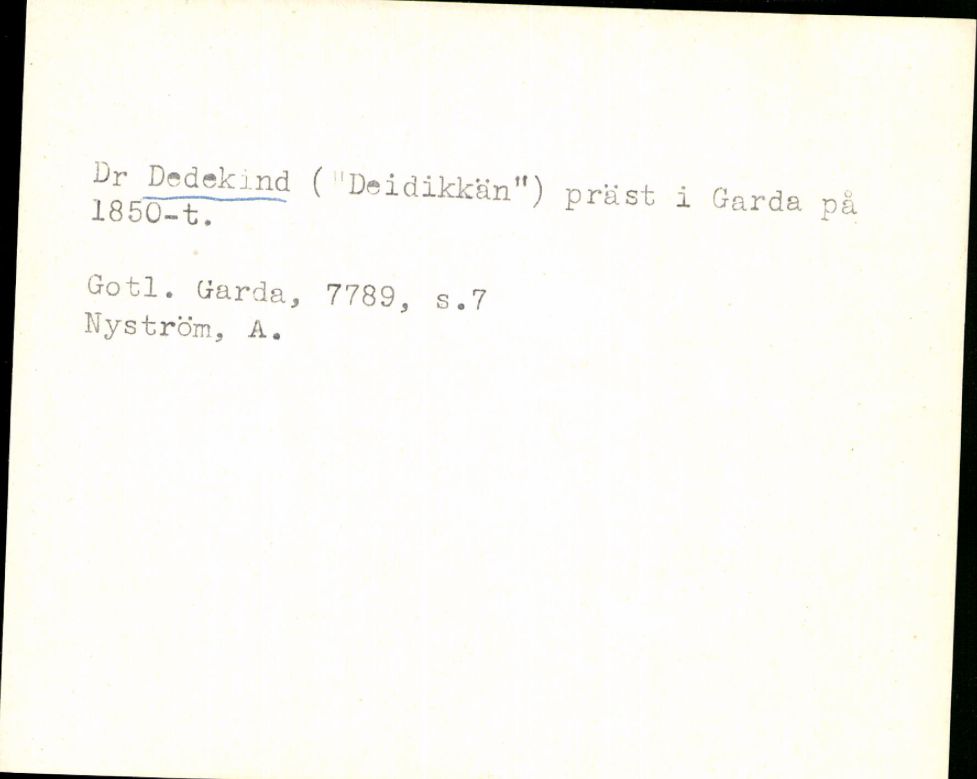 Dr Dedekind ("Deidikkän") präst i Garda på
1850-t.
Gotl. Garda, 7789, s.7
Nyström, A.